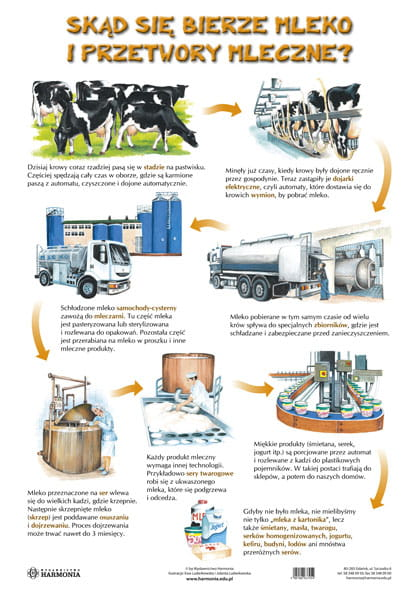 SKĄD SIĘ BIERZE MLEKO
I PRZETWORY MLECZNE?
Dzisiaj krowy coraz rzadziej pasą się w stadzie na pastwisku.
Częściej spędzają cały czas w oborze, gdzie są karmione
paszą z automatu, czyszczone i dojone automatycznie.
Minęły już czasy, kiedy krowy były dojone ręcznie
przez gospodynie. Teraz zastąpiły je dojarki
elektryczne, czyli automaty, które dostawia się do
krowich wymion, by pobrać mleko.
Schłodzone mleko samochody-cysterny
zawożą do mleczarni. Tu część mleka
jest pasteryzowana lub sterylizowana
i rozlewana do opakowań. Pozostała część
jest przerabiana na mleko w proszku i inne
mleczne produkty.
Mleko pobierane w tym samym czasie od wielu
krów spływa do specjalnych zbiorników, gdzie jest
schładzane i zabezpieczane przed zanieczyszczeniem.
Mleko przeznaczone na ser wlewa
się do wielkich kadzi, gdzie krzepnie.
Następnie skrzepnięte mleko
(skrzep) jest poddawane osuszaniu
i dojrzewaniu. Proces dojrzewania
może trwać nawet do 3 miesięcy.
Każdy produkt mleczny
wymaga innej technologii.
Przykładowo sery twarogowe
robi się z ukwaszonego
mleka, które się podgrzewa
i odcedza.
Miękkie produkty (śmietana, serek,
jogurt itp.) są porcjowane przez automat
i rozlewane z kadzi do plastikowych
pojemników. W takiej postaci trafiają do
sklepów, a potem do naszych domów.
Gdyby nie było mleka, nie mielibyśmy
nie tylko „mleka z kartonika”, lecz
także śmietany, masła, twarogu,
serków homogenizowanych, jogurtu,
kefiru, budyni, lodów ani mnóstwa
przeróżnych serów.
WYDAWNICTWO
HARMONIA
© by Wydawnictwo Harmonia
www.harmonia.edu.pl